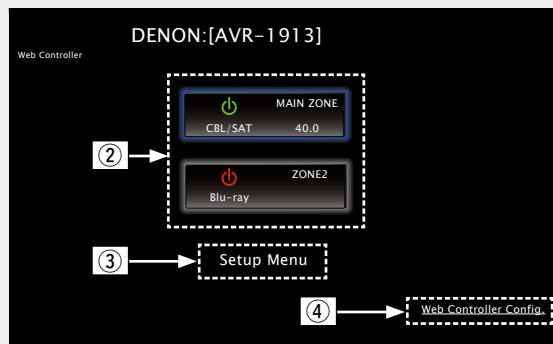 DENON:[AVR-1913]
Web Controller
MAIN ZONE
CBL/SAT 40.0
②
ZONE2
Blu-ray
③ Setup Menu
④ Web Controller Config.